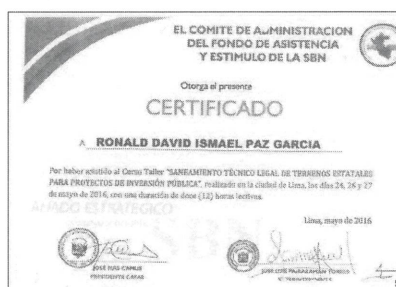 EL COMITE DE ADMINISTRACION
DEL FONDO DE ASISTENCIA
Y ESTIMULO DE LA SBN
Otorga el presente
CERTIFICADO
A RONALD DAVID ISMAEL PAZ GARCIA
Por haber asistido al Curso Taller "SANEAMIENTO TÉCNICO LEGAL DE TERRENOS ESTATALES
PARA PROYECTOS DE INVERSIÓN PÚBLICA", realizado en la ciudad de Lima, los días 24, 26 y 27
de mayo de 2016, con una duración de doce (12) horas lectivas.
Lima, mayo de 2016
JOSE LUIS